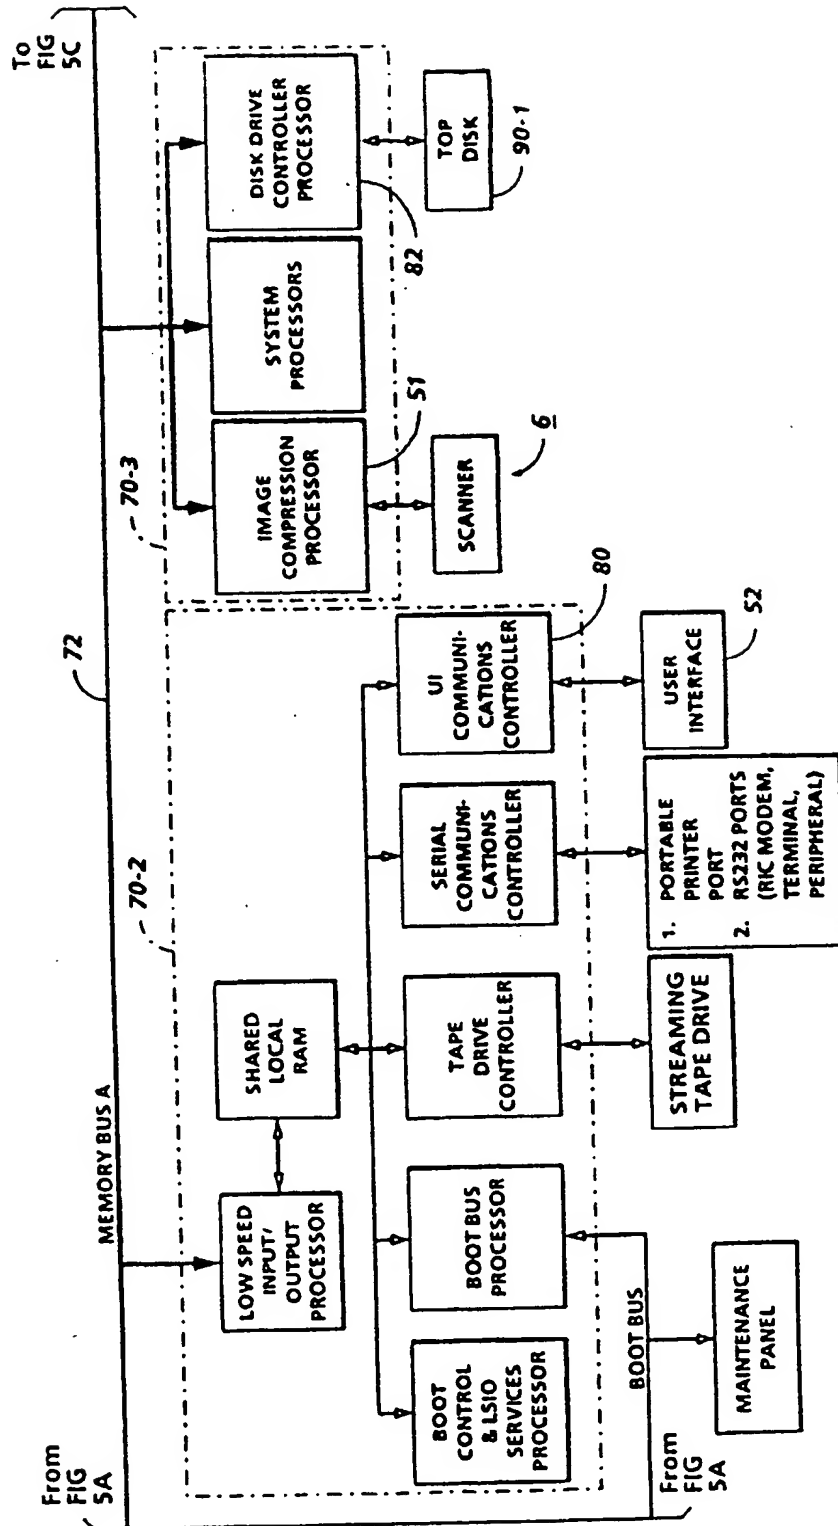 From
FIG
5A
MEMORY BUS A
72
To
FIG
5C
70-2
70-3
LOW SPEED
INPUT/
OUTPUT
PROCESSOR
SHARED
LOCAL
RAM
IMAGE
COMPRESSION
PROCESSOR
SYSTEM
PROCESSORS
DISK DRIVE
CONTROLLER
PROCESSOR
51
82
BOOT
CONTROL
& LSIO
SERVICES
PROCESSOR
BOOT BUS
PROCESSOR
TAPE
DRIVE
CONTROLLER
SERIAL
COMMUNI-
CATIONS
CONTROLLER
UI
COMMUNI-
CATIONS
CONTROLLER
80
SCANNER
6
TOP
DISK
90-1
BOOT BUS
From
FIG
5A
MAINTENANCE
PANEL
STREAMING
TAPE DRIVE
1. PORTABLE
PRINTER
PORT
2. RS232 PORTS
(RIC MODEM,
TERMINAL,
PERIPHERAL)
USER
INTERFACE
52